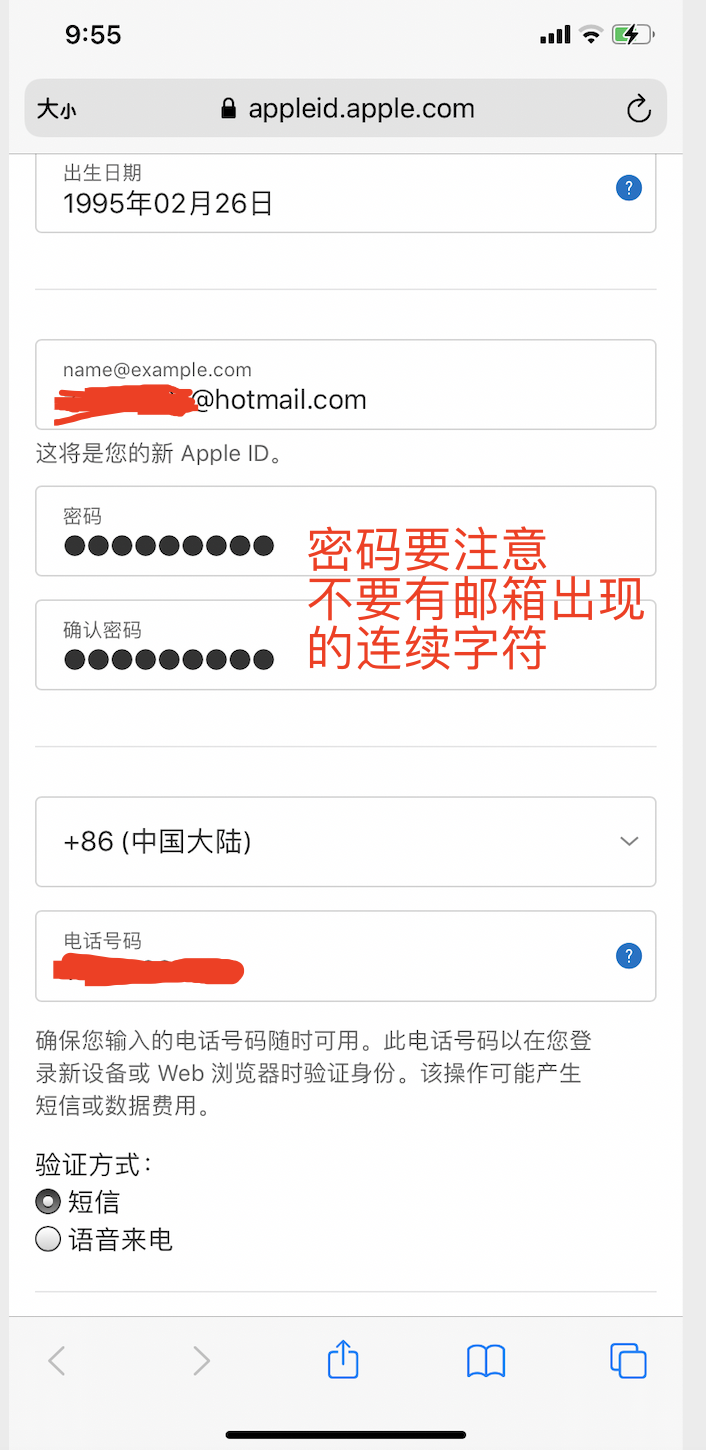 9:55
大小 appleid.apple.com
出生日期
1995年02月26日
name@example.com
@hotmail.com
这将是您的新 Apple ID。
密码
●●●●●●●●●
密码要注意
不要有邮箱出现
的连续字符
确认密码
●●●●●●●●●
+86 (中国大陆)
电话号码
确保您输入的电话号码随时可用。此电话号码以在您登
录新设备或 Web 浏览器时验证身份。该操作可能产生
短信或数据费用。
验证方式：
短信
语音来电